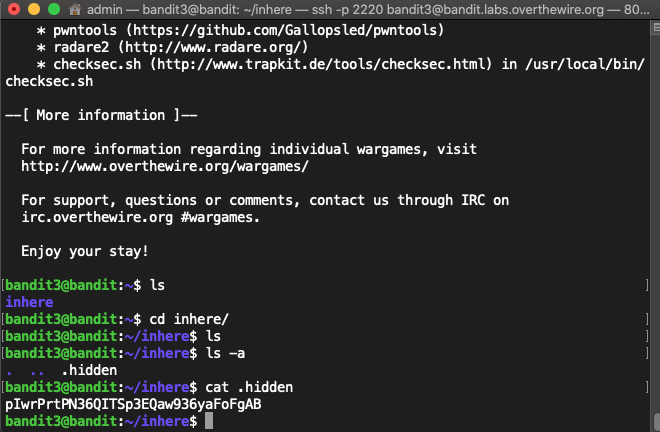 admin — bandit3@bandit: ~/inhere — ssh -p 2220 bandit3@bandit.labs.overthewire.org — 80...
* pwntools (https://github.com/Gallopsled/pwntools)
* radare2 (http://www.radare.org/)
* checksec.sh (http://www.trapkit.de/tools/checksec.html) in /usr/local/bin/
checksec.sh
--[ More information ]--
For more information regarding individual wargames, visit
http://www.overthewire.org/wargames/
For support, questions or comments, contact us through IRC on
irc.overthewire.org #wargames.
Enjoy your stay!
[bandit3@bandit:~$ ls ]
inhere
[bandit3@bandit:~$ cd inhere/ ]
[bandit3@bandit:~/inhere$ ls ]
[bandit3@bandit:~/inhere$ ls -a ]
. .. .hidden
[bandit3@bandit:~/inhere$ cat .hidden ]
pIwrPrtPN36QITSp3EQaw936yaFoFgAB
bandit3@bandit:~/inhere$